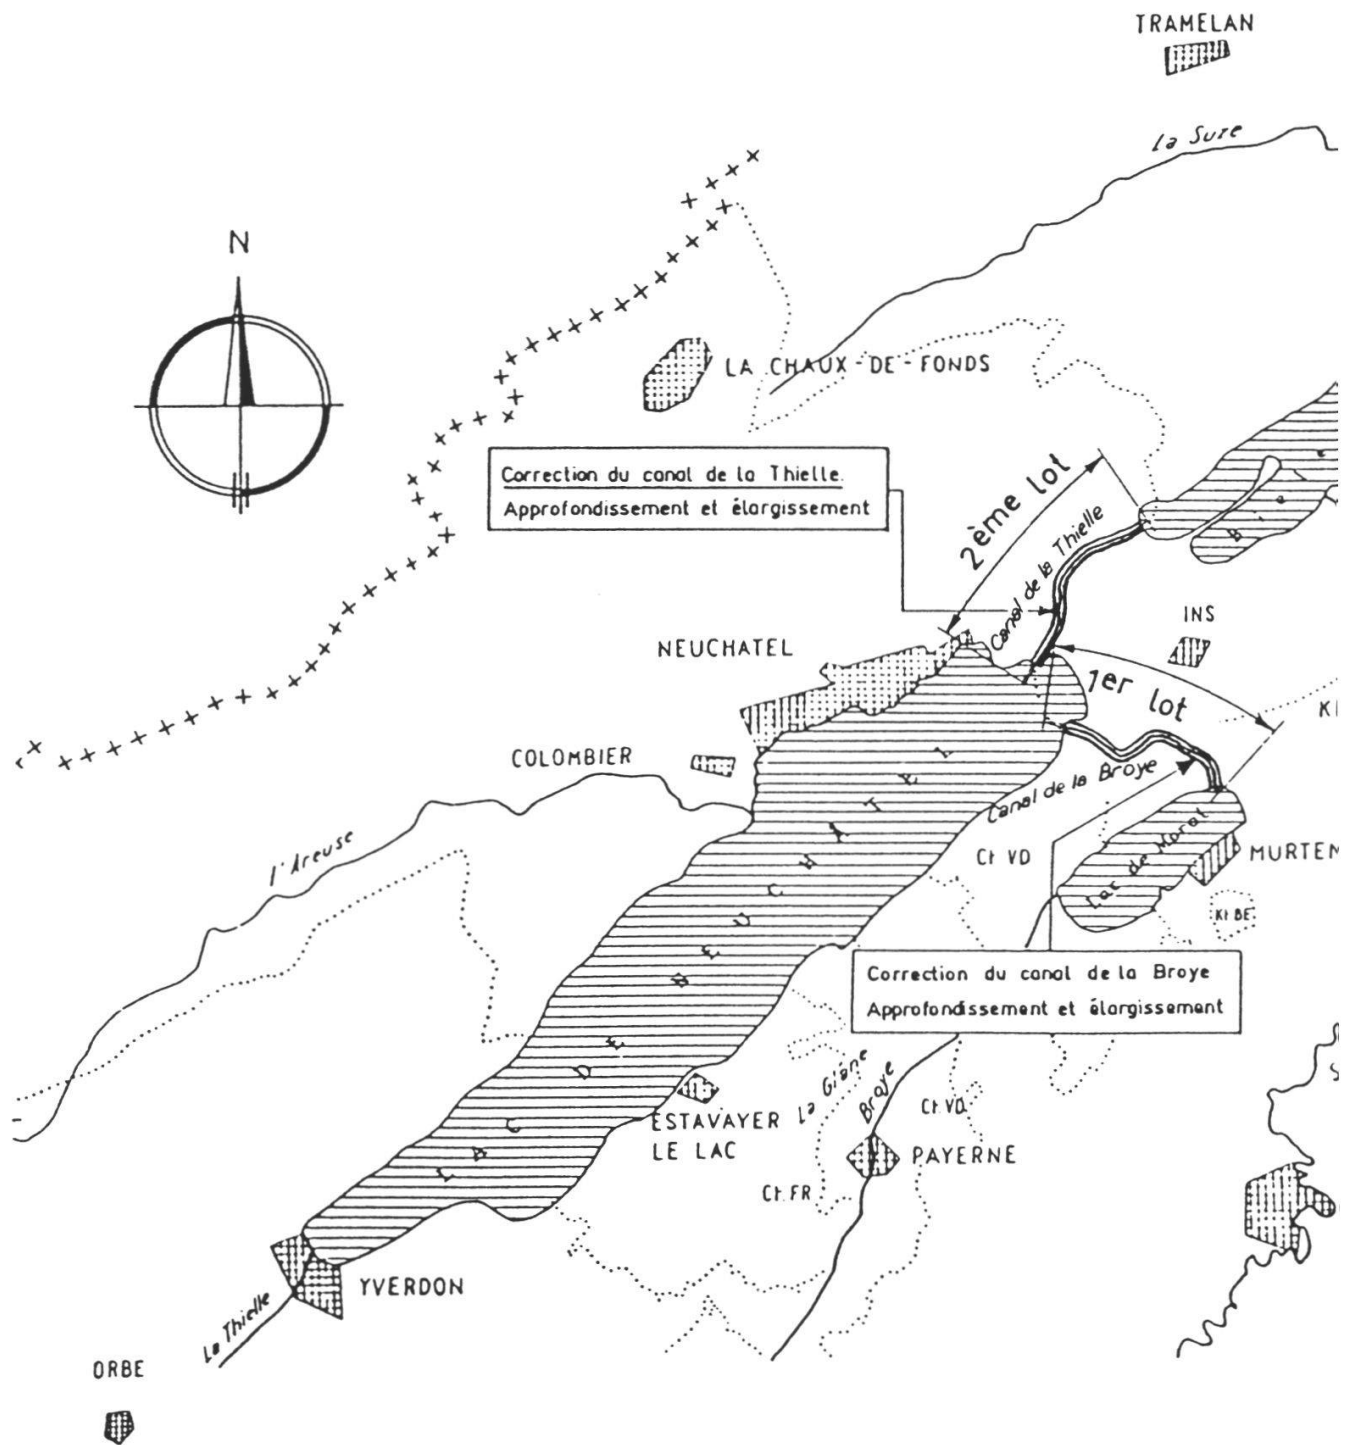 TRAMELAN
La Suze
N
LA CHAUX-DE-FONDS
Correction du canal de la Thielle.
Approfondissement et élargissement
2ème lot
Canal de la Thielle
INS
NEUCHATEL
1er lot
COLOMBIER
Canal de la Broye
l'Areuse
Ct VD
Lac de Morat
MURTEN
Kt BE
LAC DE NEUCHATEL
Correction du canal de la Broye
Approfondissement et élargissement
La Glâne
Broye
Ct. VD
ESTAVAYER
LE LAC
PAYERNE
Ct. FR
YVERDON
La Thielle
ORBE